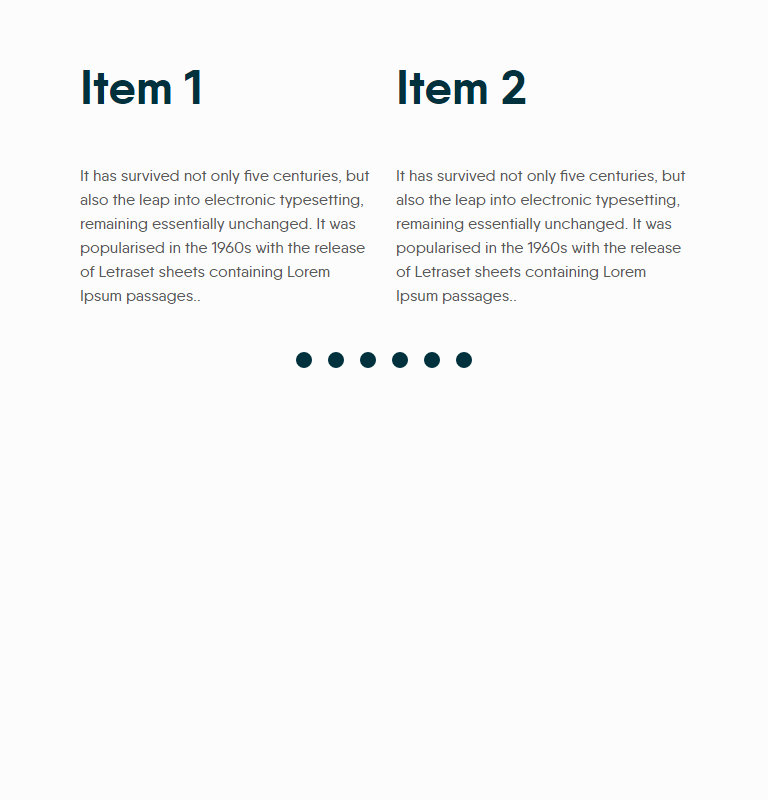 Item 1
It has survived not only five centuries, but
also the leap into electronic typesetting,
remaining essentially unchanged. It was
popularised in the 1960s with the release
of Letraset sheets containing Lorem
Ipsum passages..
Item 2
It has survived not only five centuries, but
also the leap into electronic typesetting,
remaining essentially unchanged. It was
popularised in the 1960s with the release
of Letraset sheets containing Lorem
Ipsum passages..